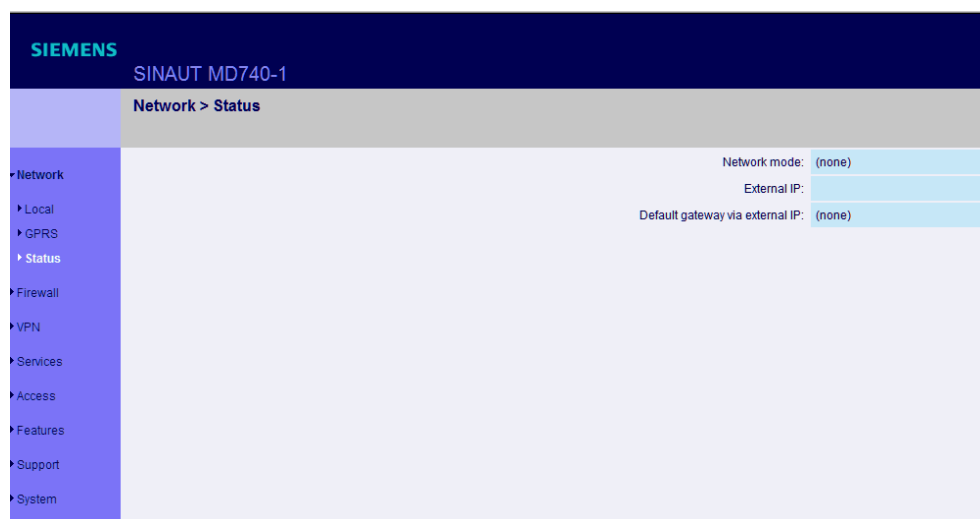 SIEMENS
SINAUT MD740-1
Network > Status
Network
Local
GPRS
Status
Firewall
VPN
Services
Access
Features
Support
System
Network mode: (none)
External IP:
Default gateway via external IP: (none)